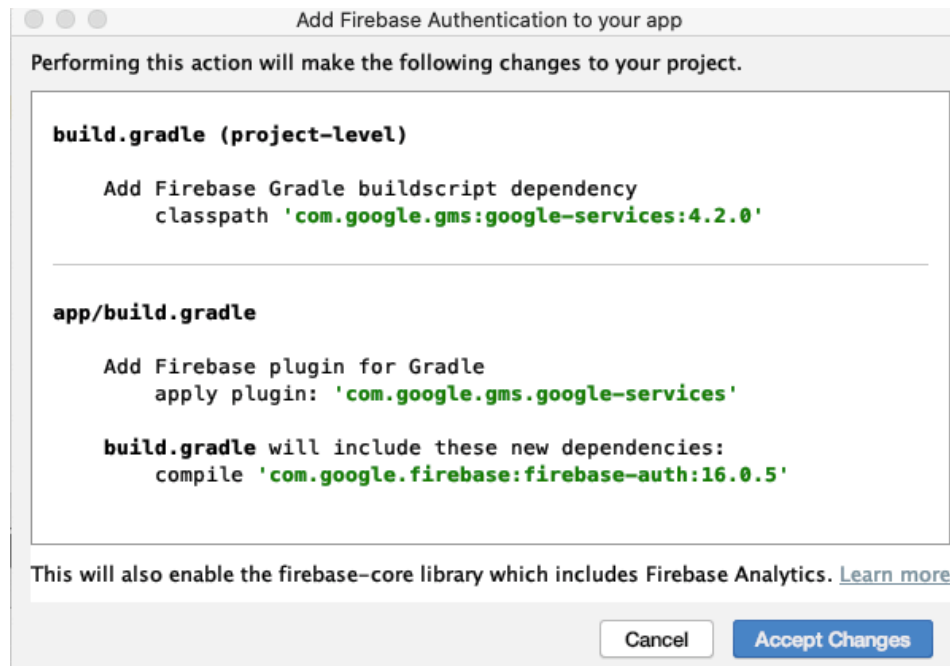 Add Firebase Authentication to your app
Performing this action will make the following changes to your project.
build.gradle (project-level)
Add Firebase Gradle buildscript dependency
classpath 'com.google.gms:google-services:4.2.0'
app/build.gradle
Add Firebase plugin for Gradle
apply plugin: 'com.google.gms.google-services'
build.gradle will include these new dependencies:
compile 'com.google.firebase:firebase-auth:16.0.5'
This will also enable the firebase-core library which includes Firebase Analytics. Learn more
Cancel
Accept Changes